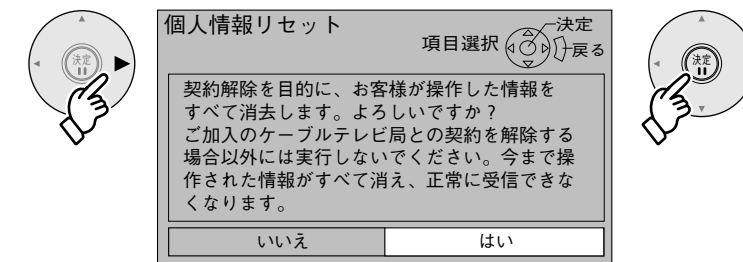 決定
個人情報リセット
決定
項目選択
戻る
契約解除を目的に、お客様が操作した情報を
すべて消去します。よろしいですか？
ご加入のケーブルテレビ局との契約を解除する
場合以外には実行しないでください。今まで操
作された情報がすべて消え、正常に受信できな
くなります。
いいえ
はい
決定